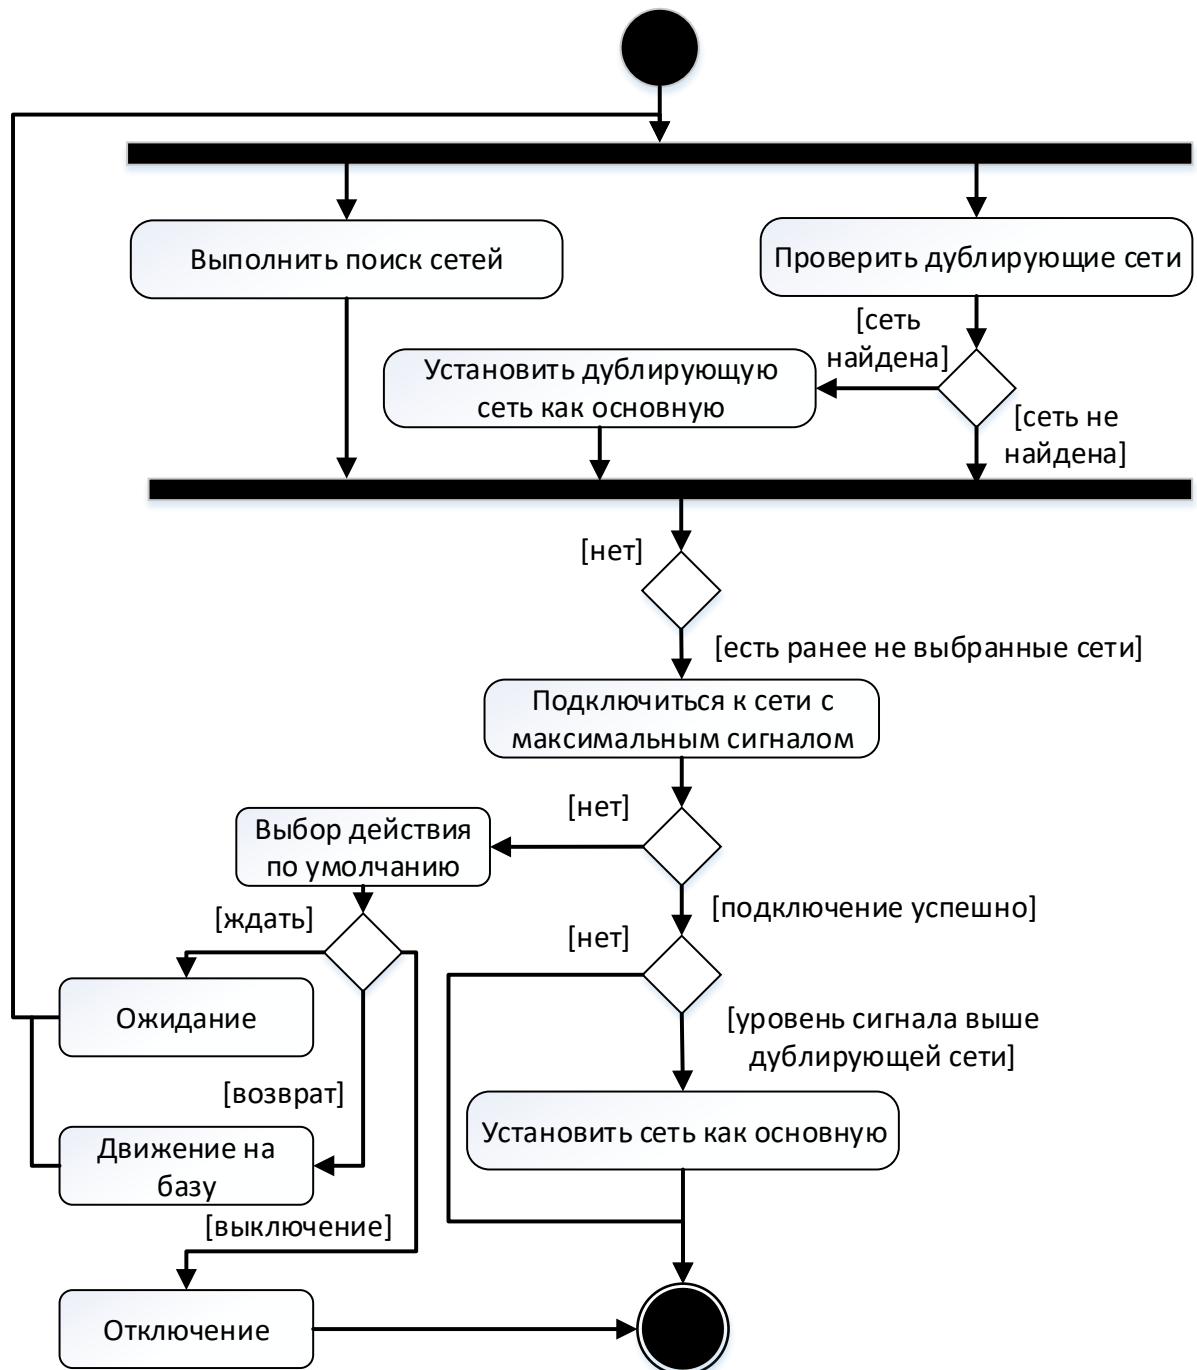 Выполнить поиск сетей
Проверить дублирующие сети
[сеть
найдена]
Установить дублирующую
сеть как основную
[сеть не
найдена]
[нет]
[есть ранее не выбранные сети]
Подключиться к сети с
максимальным сигналом
[нет]
Выбор действия
по умолчанию
[подключение успешно]
[ждать]
[нет]
Ожидание
[уровень сигнала выше
дублирующей сети]
[возврат]
Установить сеть как основную
Движение на
базу
[выключение]
Отключение